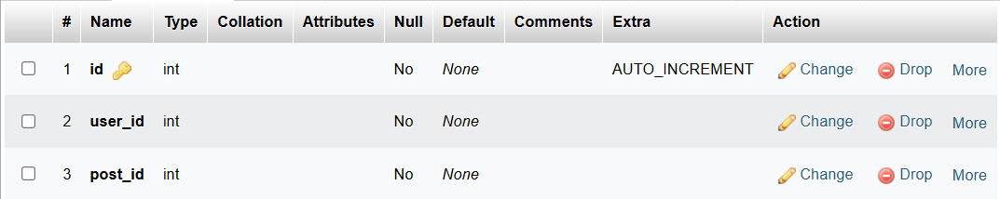 # Name Type Collation Attributes Null Default Comments Extra Action
1 id int No None AUTO_INCREMENT Change Drop More
2 user_id int No None Change Drop More
3 post_id int No None Change Drop More